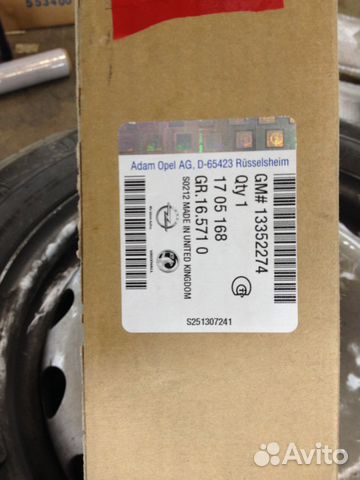 553400
Adam Opel AG, D-65423 Rüsselsheim
GM# 13352274
Qty 1
17 05 168
GR.16.571 0
S0212 MADE IN UNITED KINGDOM
S251307241
Avito